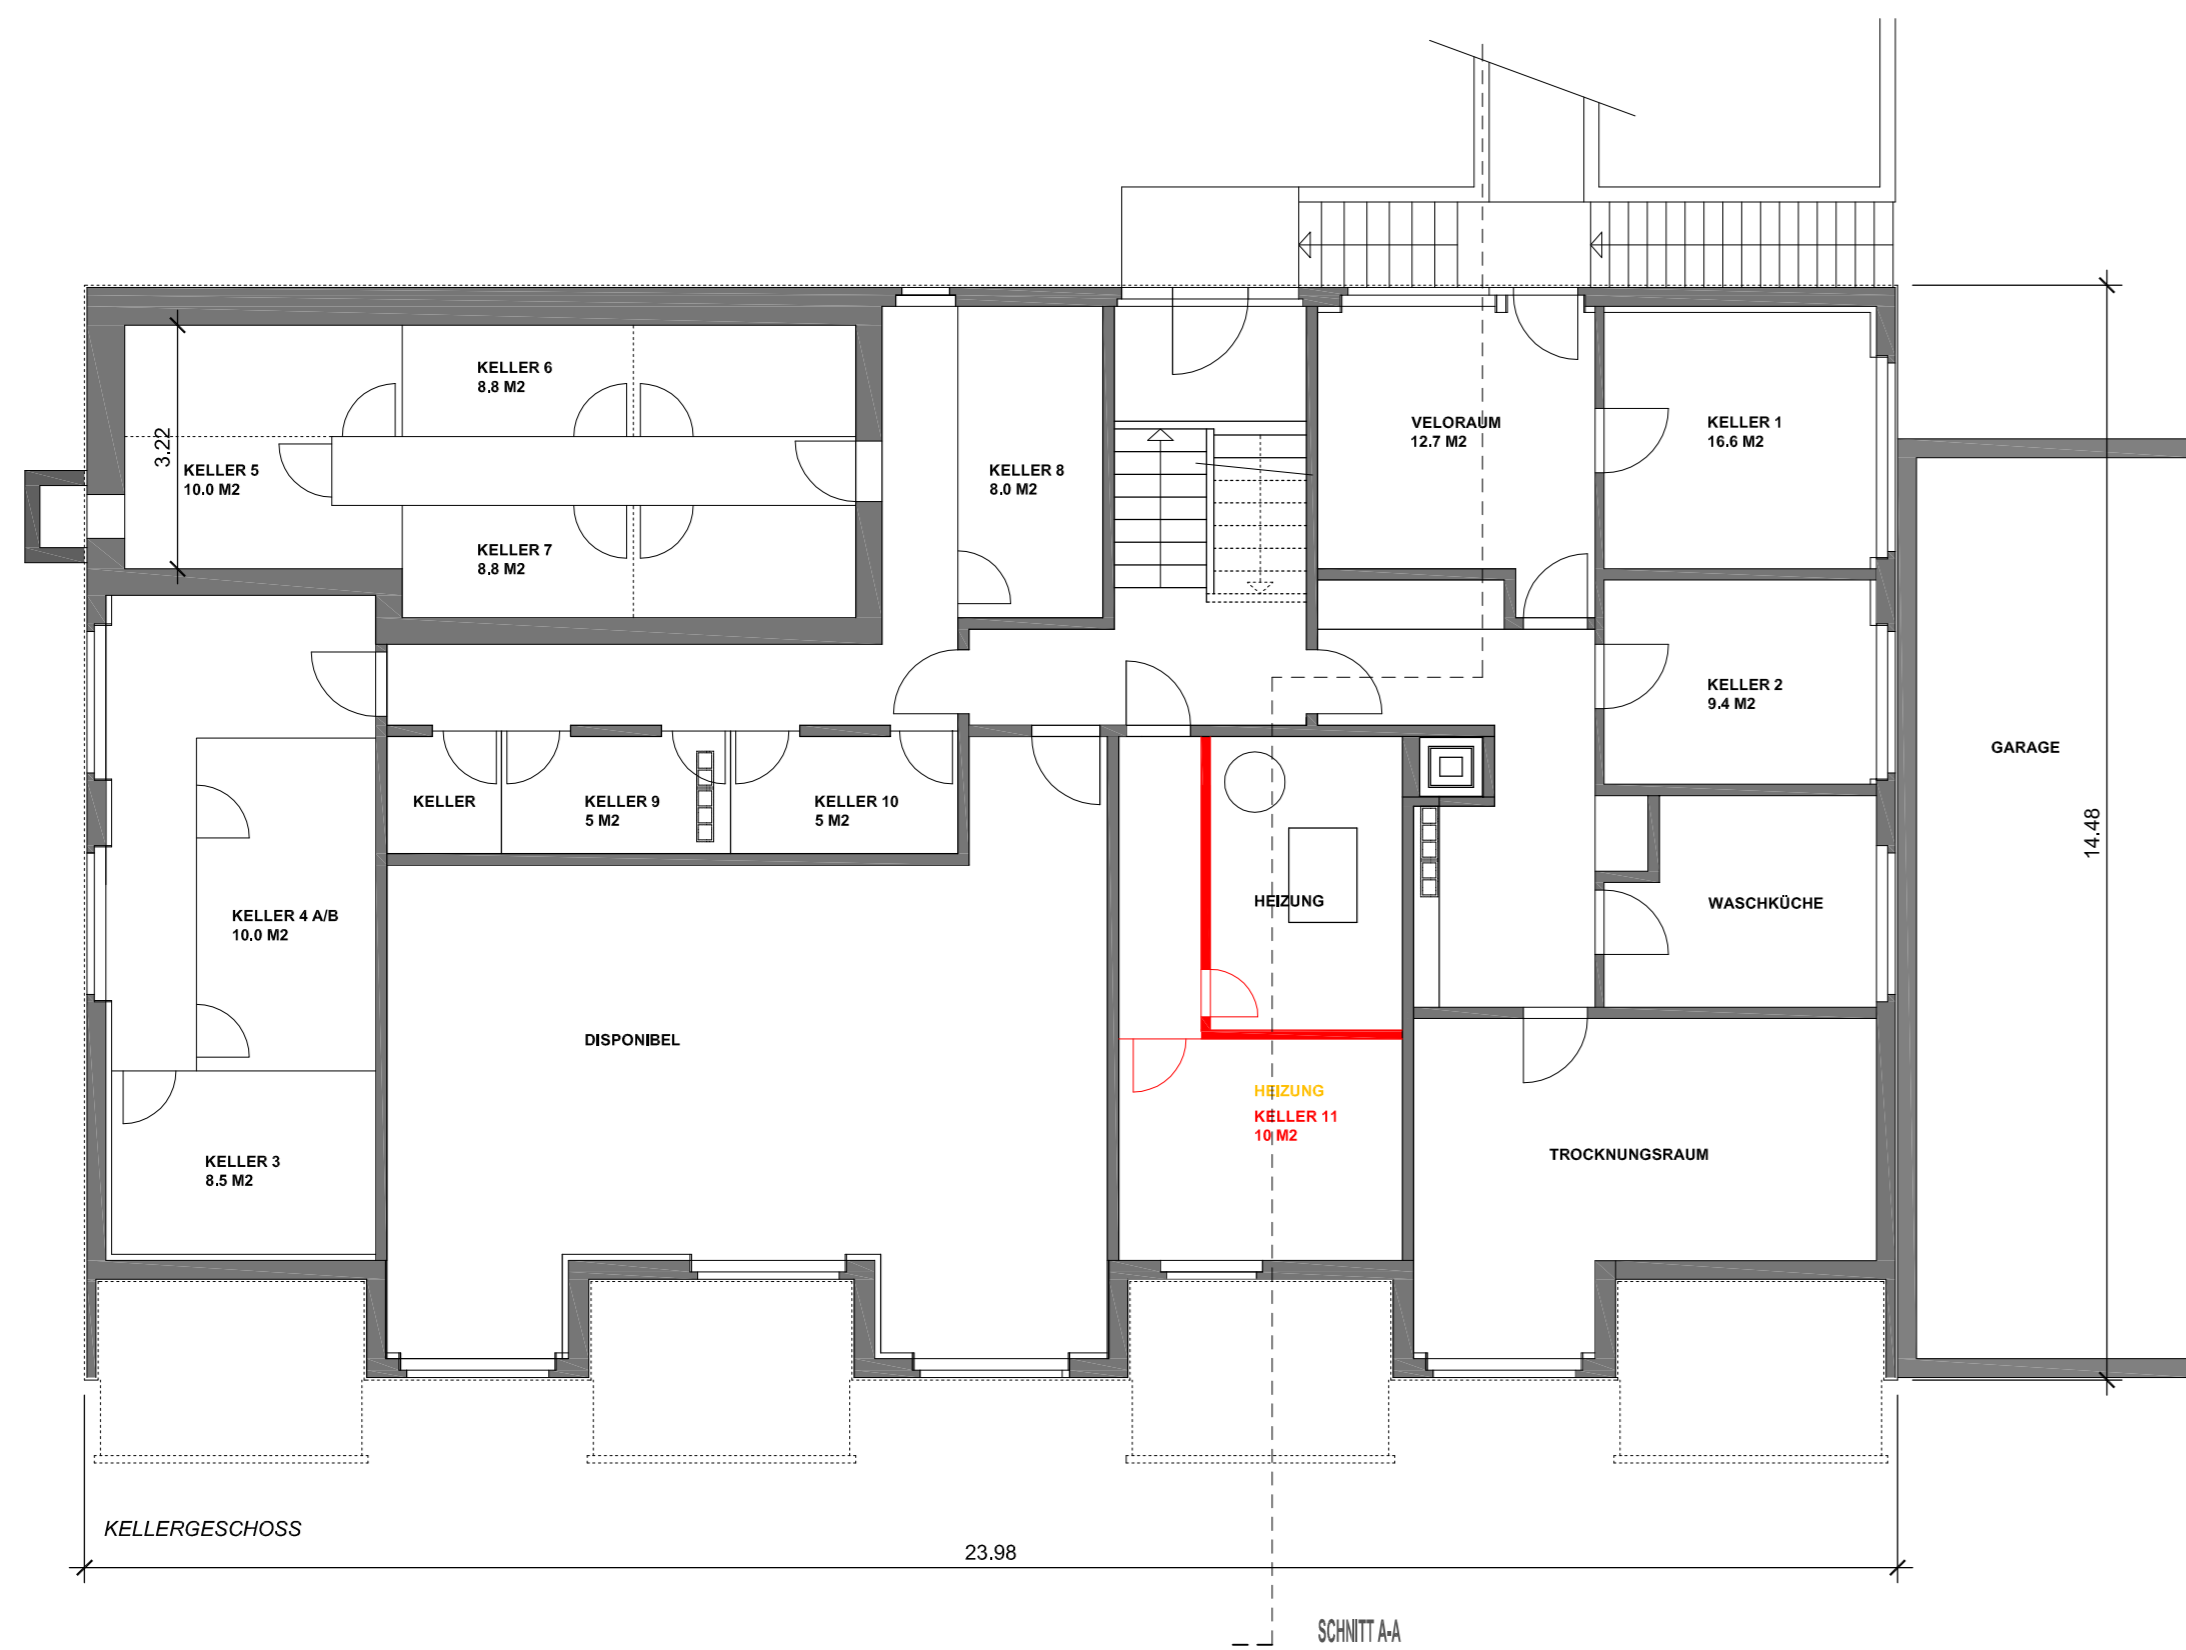 KELLER 6
8.8 M2
3.22
KELLER 5
10.0 M2
KELLER 7
8.8 M2
KELLER 8
8.0 M2
VELORAUM
12.7 M2
KELLER 1
16.6 M2
KELLER 2
9.4 M2
GARAGE
14.48
KELLER
KELLER 9
5 M2
KELLER 10
5 M2
KELLER 4 A/B
10.0 M2
HEIZUNG
WASCHKÜCHE
DISPONIBEL
HEIZUNG
KELLER 11
10 M2
TROCKNUNGSRAUM
KELLER 3
8.5 M2
KELLERGESCHOSS
23.98
SCHNITT A-A